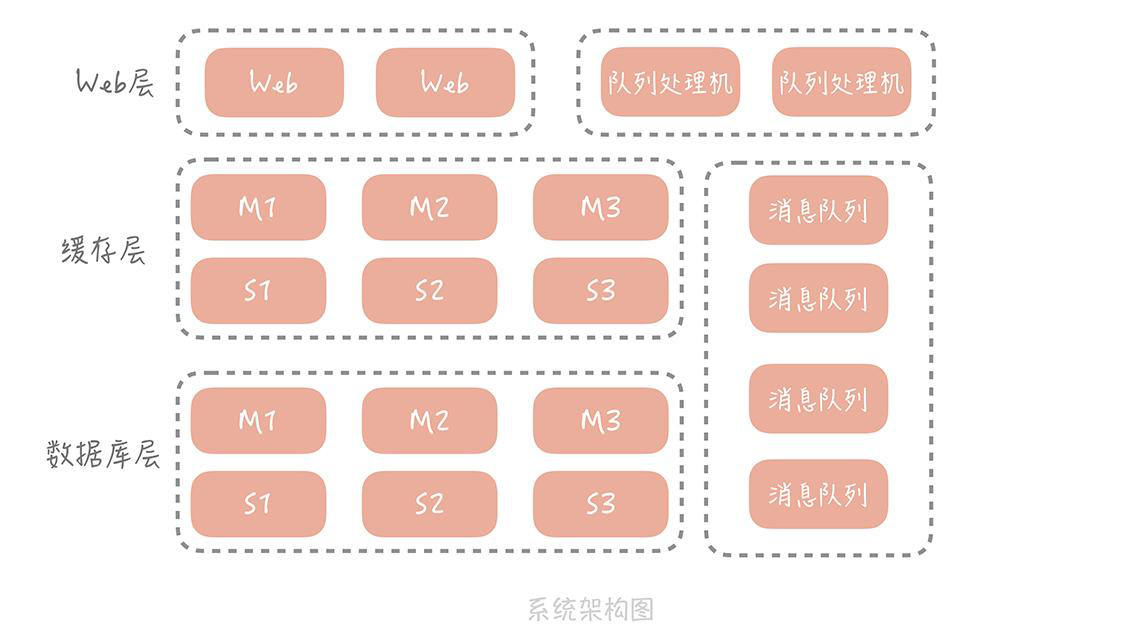 Web层
Web
Web
队列处理机
队列处理机
缓存层
M1
M2
M3
S1
S2
S3
数据库层
M1
M2
M3
S1
S2
S3
消息队列
消息队列
消息队列
消息队列
系统架构图